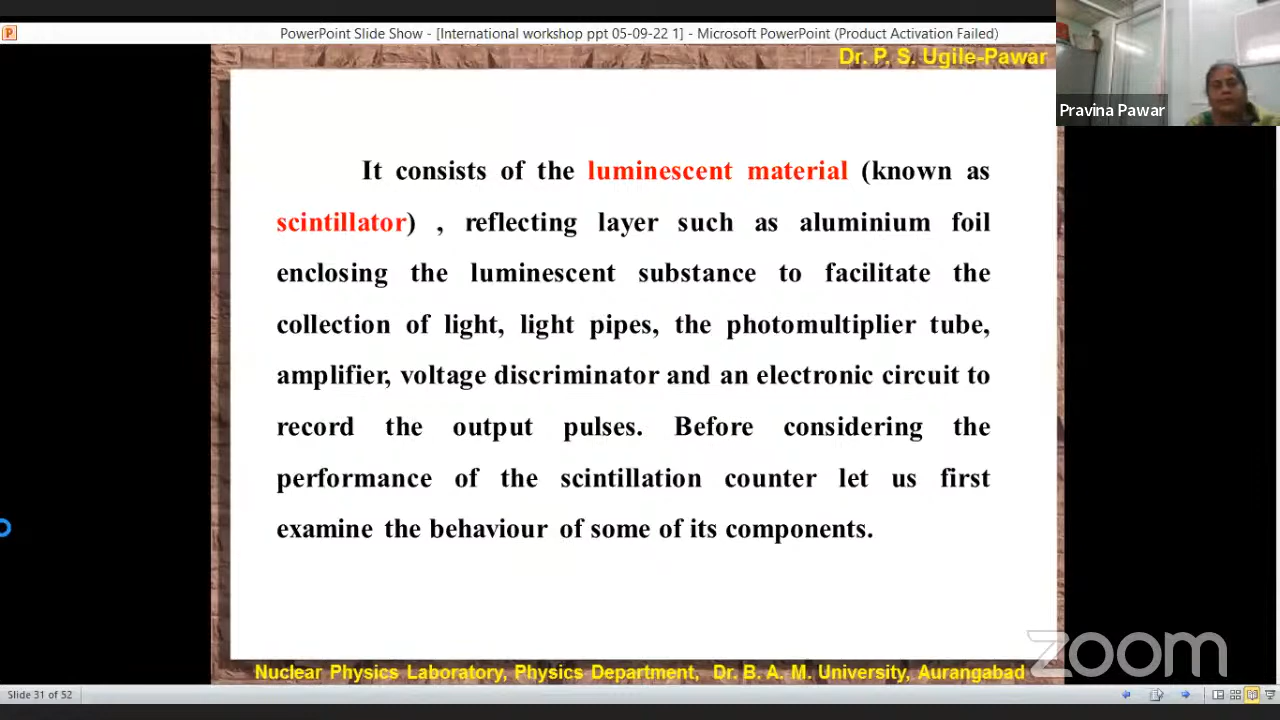 PowerPoint Slide Show - [International workshop ppt 05-09-22 1] - Microsoft PowerPoint (Product Activation Failed)
Dr. P. S. Ugile-Pawar
Pravina Pawar
It consists of the luminescent material (known as
scintillator) , reflecting layer such as aluminium foil
enclosing the luminescent substance to facilitate the
collection of light, light pipes, the photomultiplier tube,
amplifier, voltage discriminator and an electronic circuit to
record the output pulses. Before considering the
performance of the scintillation counter let us first
examine the behaviour of some of its components.
zoom
Nuclear Physics Laboratory, Physics Department, Dr. B. A. M. University, Aurangabad
Slide 31 of 52